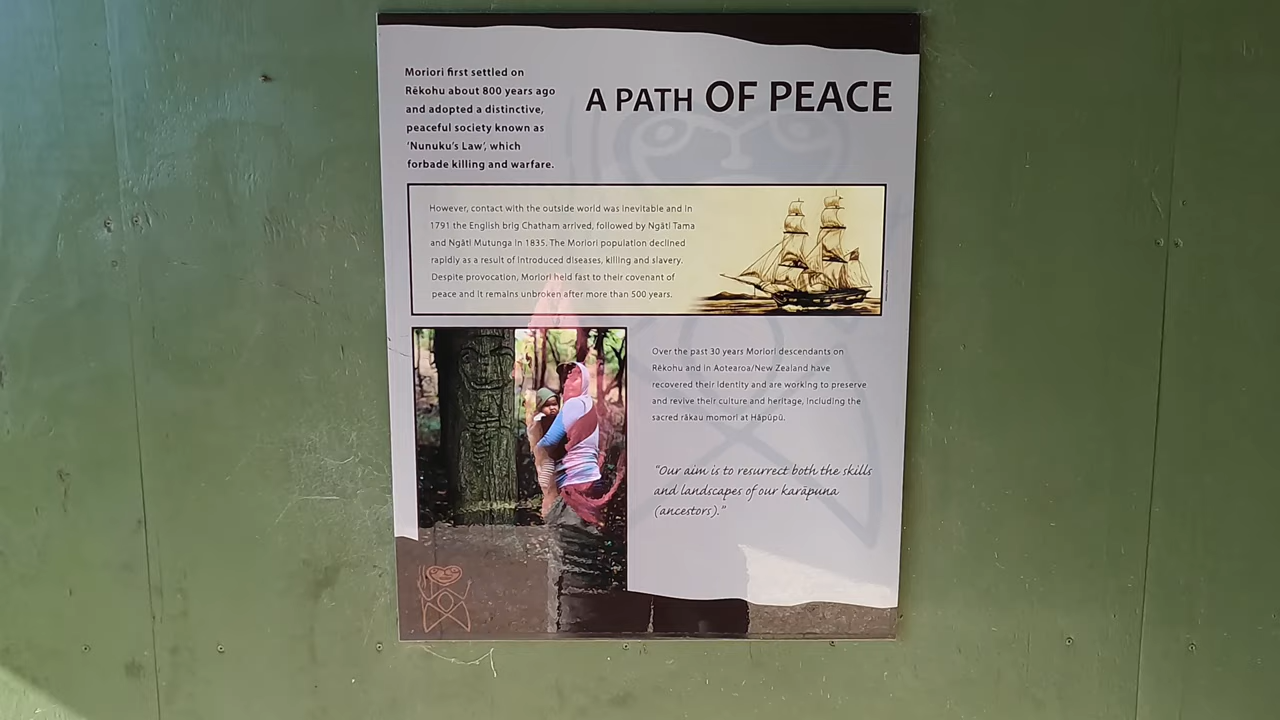 Moriori first settled on
Rēkohu about 800 years ago
and adopted a distinctive,
peaceful society known as
‘Nunuku’s Law’, which
forbade killing and warfare.
A PATH OF PEACE
However, contact with the outside world was inevitable and in
1791 the English brig Chatham arrived, followed by Ngāti Tama
and Ngāti Mutunga in 1835. The Moriori population declined
rapidly as a result of introduced diseases, killing and slavery.
Despite provocation, Moriori held fast to their covenant of
peace and it remains unbroken after more than 500 years.
Over the past 30 years Moriori descendants on
Rēkohu and in Aotearoa/New Zealand have
recovered their identity and are working to preserve
and revive their culture and heritage, including the
sacred rākau momori at Hāpūpū.
“Our aim is to resurrect both the skills
and landscapes of our karāpuna
(ancestors).”